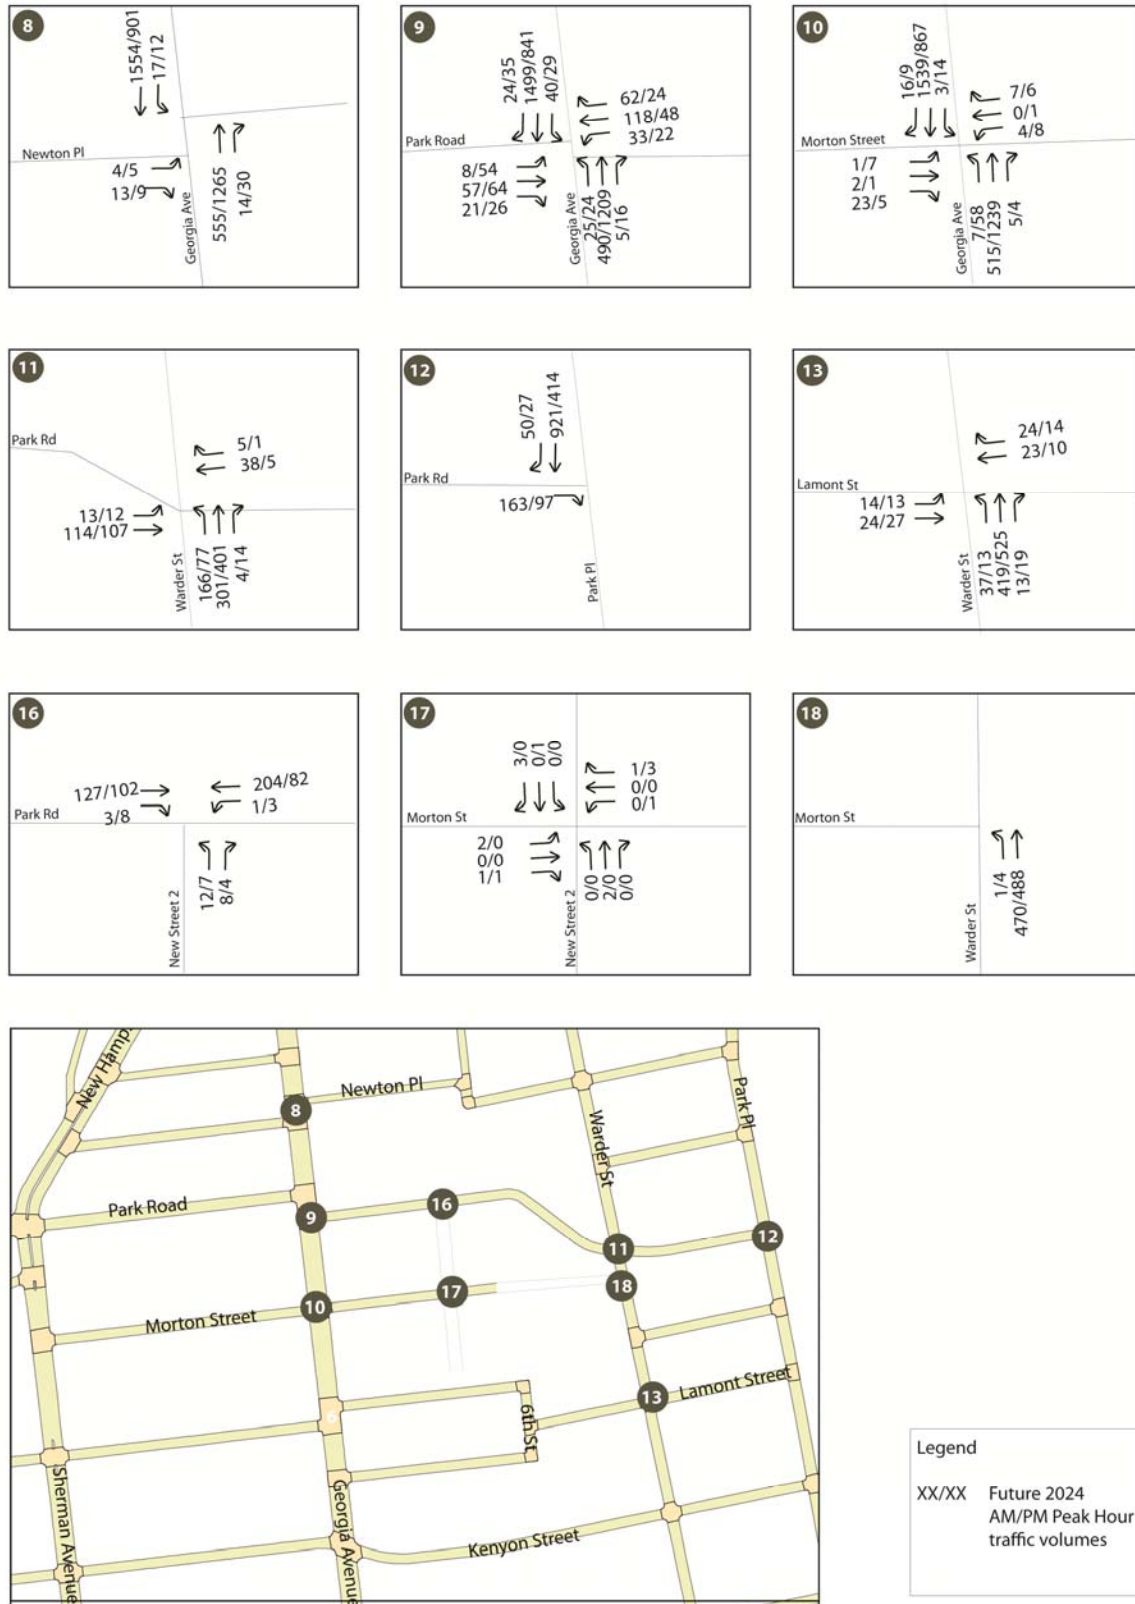 8
1554/901
17/12
Newton Pl
4/5
13/9
Georgia Ave
555/1265
14/30
9
24/35
1499/841
40/29
62/24
118/48
33/22
Park Road
8/54
57/64
21/26
Georgia Ave
25/24
490/1209
5/16
10
16/9
1539/867
3/14
7/6
0/1
4/8
Morton Street
1/7
2/1
23/5
Georgia Ave
7/58
515/1239
5/4
11
Park Rd
5/1
38/5
13/12
114/107
Warder St
166/77
301/401
4/14
12
50/27
921/414
Park Rd
163/97
Park Pl
13
24/14
23/10
Lamont St
14/13
24/27
Warder St
37/13
419/525
13/19
16
127/102
204/82
3/8
1/3
Park Rd
New Street 2
12/7
8/4
17
3/0
0/1
0/0
1/3
0/0
0/1
Morton St
2/0
0/0
1/1
New Street 2
0/0
2/0
0/0
18
Morton St
Warder St
1/4
470/488
New Hamp
8
Newton Pl
Warder St
Park Pl
Park Road
9
16
11
12
10
17
18
Morton Street
13
Lamont Street
6
6th St
Sherman Avenue
Georgia Avenue
Kenyon Street
Legend
XX/XX Future 2024
AM/PM Peak Hour
traffic volumes